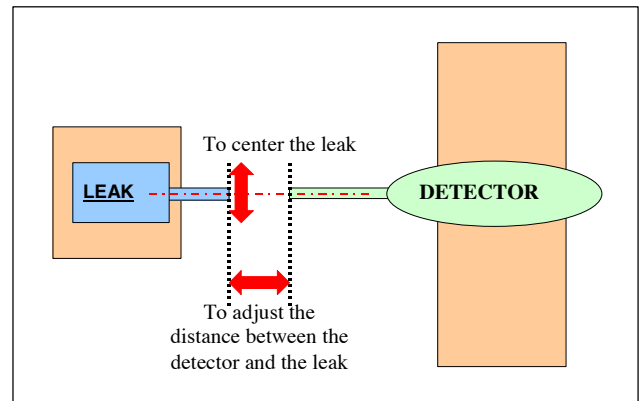 To center the leak
LEAK
DETECTOR
To adjust the
distance between the
detector and the leak